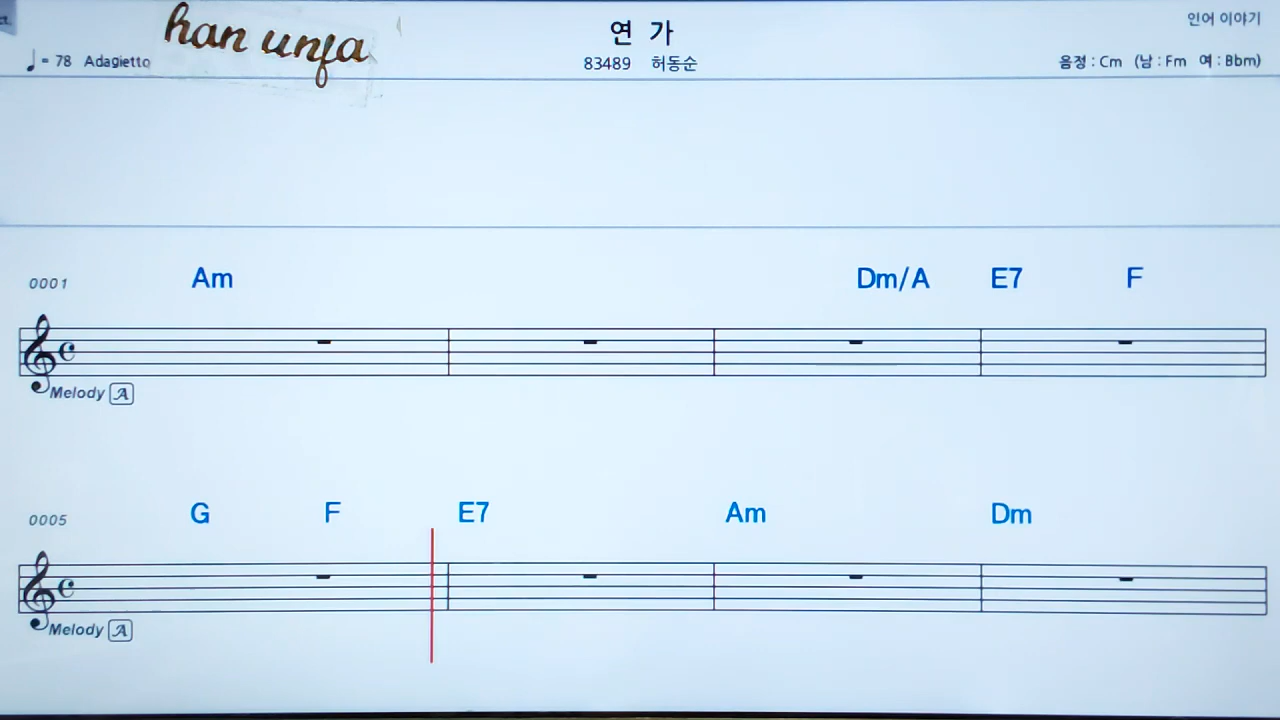 ct.
han unja
연 가
인어 이야기
♩ = 78 Adagietto
83489 허동순
음정 : Cm (남 : Fm 여 : Bbm)
0001 Am Dm/A E7 F
Melody A
0005 G F E7 Am Dm
Melody A